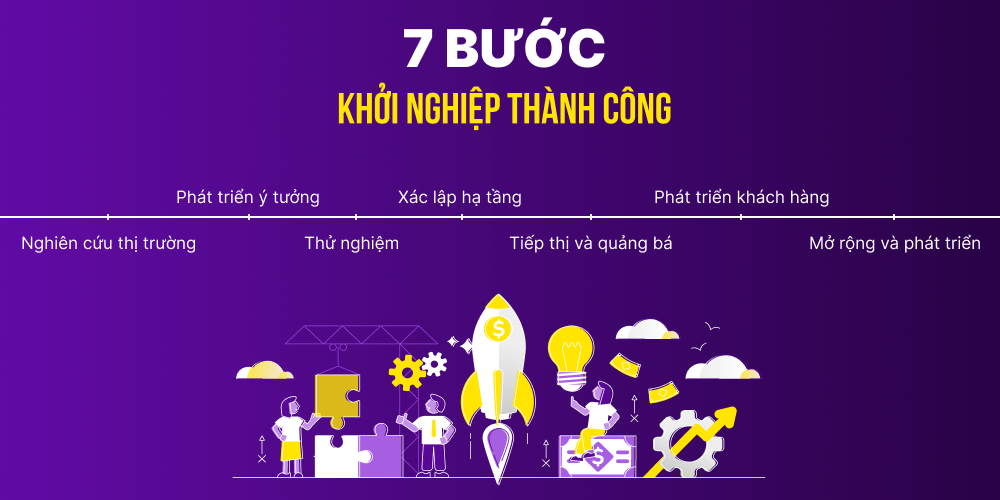 7 BƯỚC
KHỞI NGHIỆP THÀNH CÔNG
Nghiên cứu thị trường
Phát triển ý tưởng
Thử nghiệm
Xác lập hạ tầng
Tiếp thị và quảng bá
Phát triển khách hàng
Mở rộng và phát triển
$
$